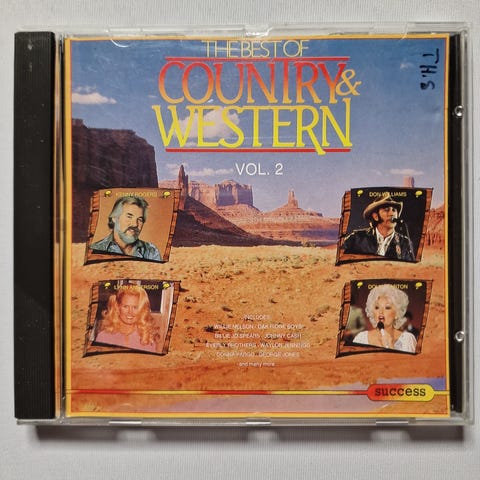 THE BEST OF
COUNTRY &
WESTERN
VOL. 2
KENNY ROGERS
DON WILLIAMS
LYNN ANDERSON
DOLLY PARTON
INCLUDES:
WILLIE NELSON · OAK RIDGE BOYS
BILLIE JO SPEARS · JOHNNY CASH
EVERLY BROTHERS · WAYLON JENNINGS
DONNA FARGO · GEORGE JONES
and many more
success